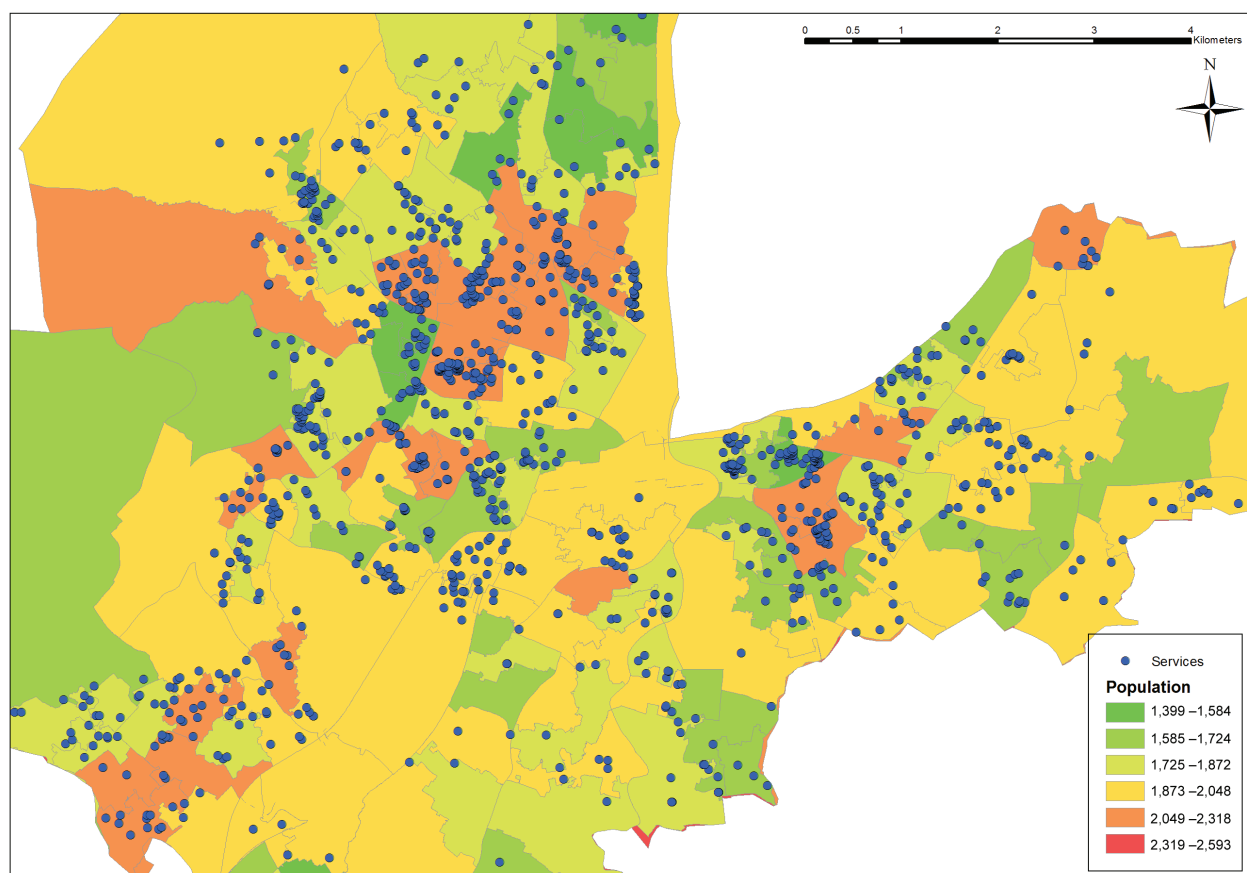 0 0.5 1 2 3 4
Kilometers
N
Services
Population
1,399 –1,584
1,585 –1,724
1,725 –1,872
1,873 –2,048
2,049 –2,318
2,319 –2,593